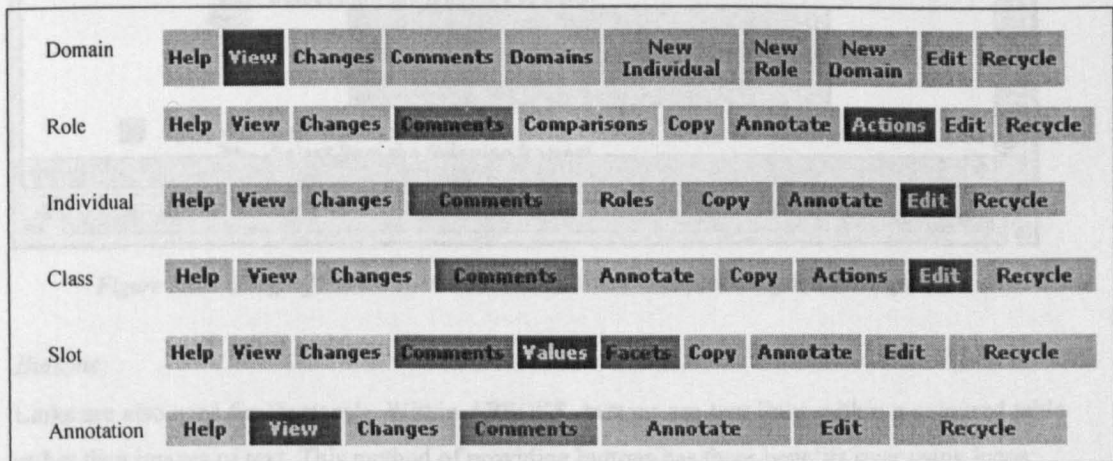 Domain Help View Changes Comments Domains New Individual New Role New Domain Edit Recycle
Role Help View Changes Comments Comparisons Copy Annotate Actions Edit Recycle
Individual Help View Changes Comments Roles Copy Annotate Edit Recycle
Class Help View Changes Comments Annotate Copy Actions Edit Recycle
Slot Help View Changes Comments Values Facets Copy Annotate Edit Recycle
Annotation Help View Changes Comments Annotate Edit Recycle